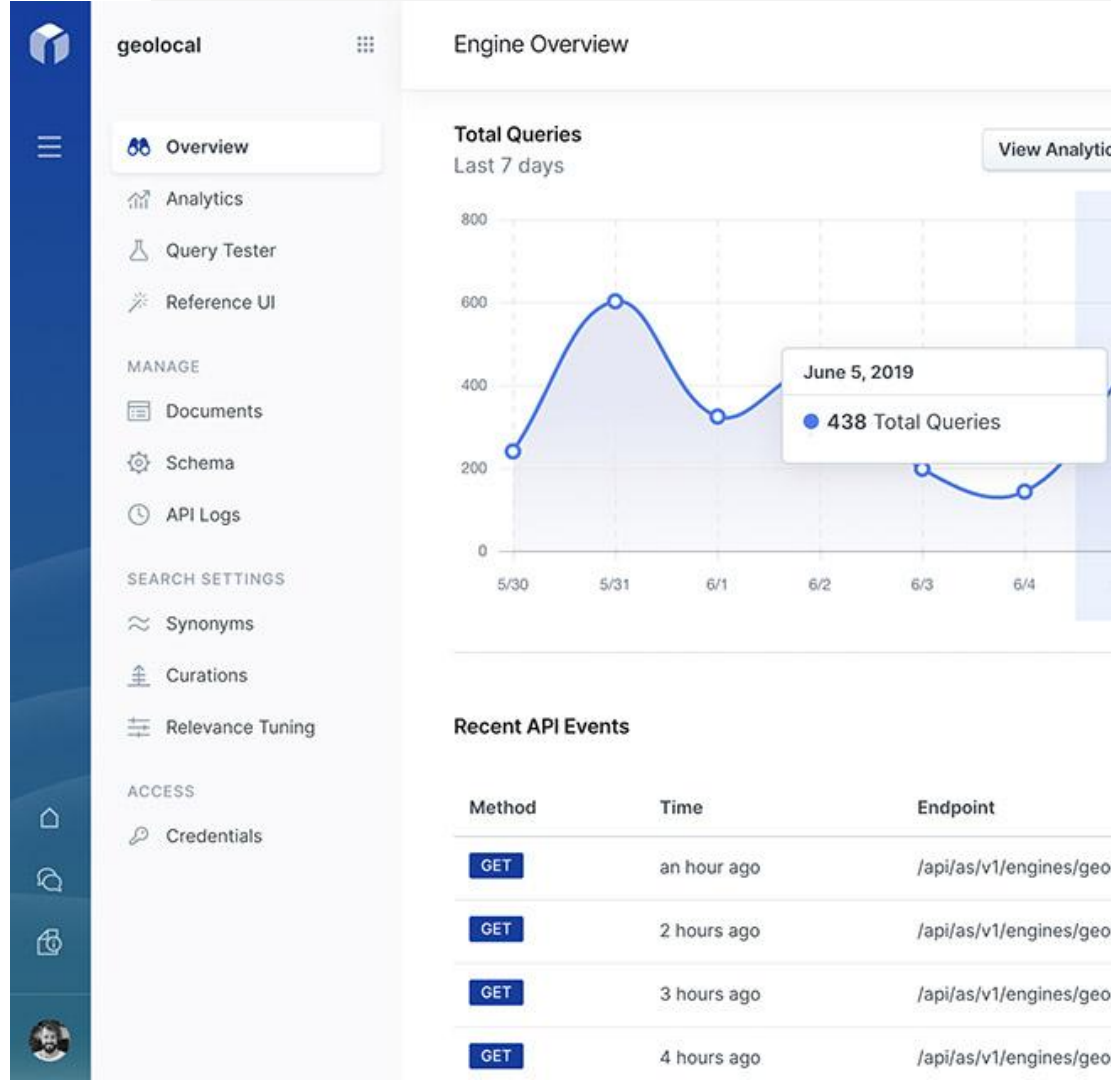 geolocal
Overview
Analytics
Query Tester
Reference UI
MANAGE
Documents
Schema
API Logs
SEARCH SETTINGS
Synonyms
Curations
Relevance Tuning
ACCESS
Credentials
Engine Overview
Total Queries
Last 7 days
View Analytic
800
600
400
200
0
5/30 5/31 6/1 6/2 6/3 6/4
June 5, 2019
438 Total Queries
Recent API Events
Method Time Endpoint
GET an hour ago /api/as/v1/engines/geo
GET 2 hours ago /api/as/v1/engines/geo
GET 3 hours ago /api/as/v1/engines/geo
GET 4 hours ago /api/as/v1/engines/geo